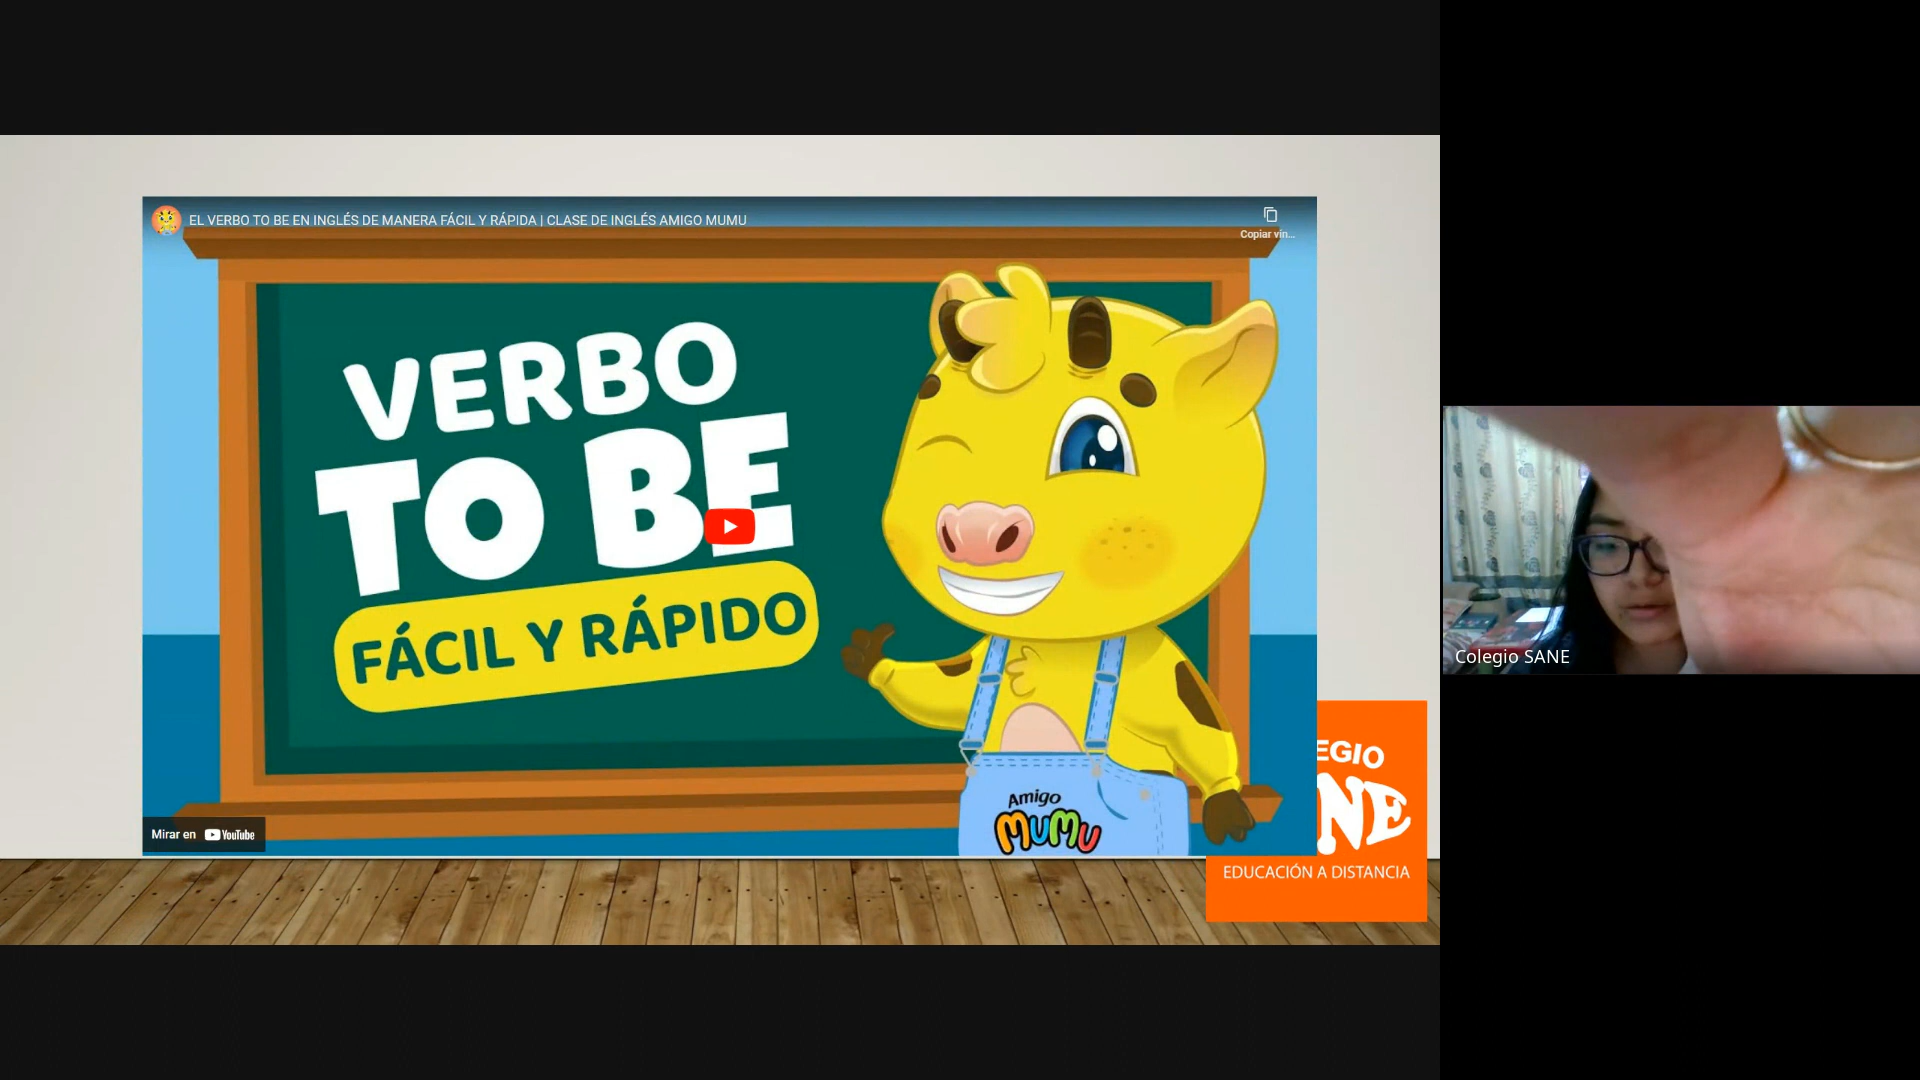 EL VERBO TO BE EN INGLÉS DE MANERA FÁCIL Y RÁPIDA | CLASE DE INGLÉS AMIGO MUMU
Copiar vin...
VERBO
TO BE
FÁCIL Y RÁPIDO
Amigo
MUMU
Mirar en YouTube
Colegio SANE
EGIO
NE
EDUCACIÓN A DISTANCIA